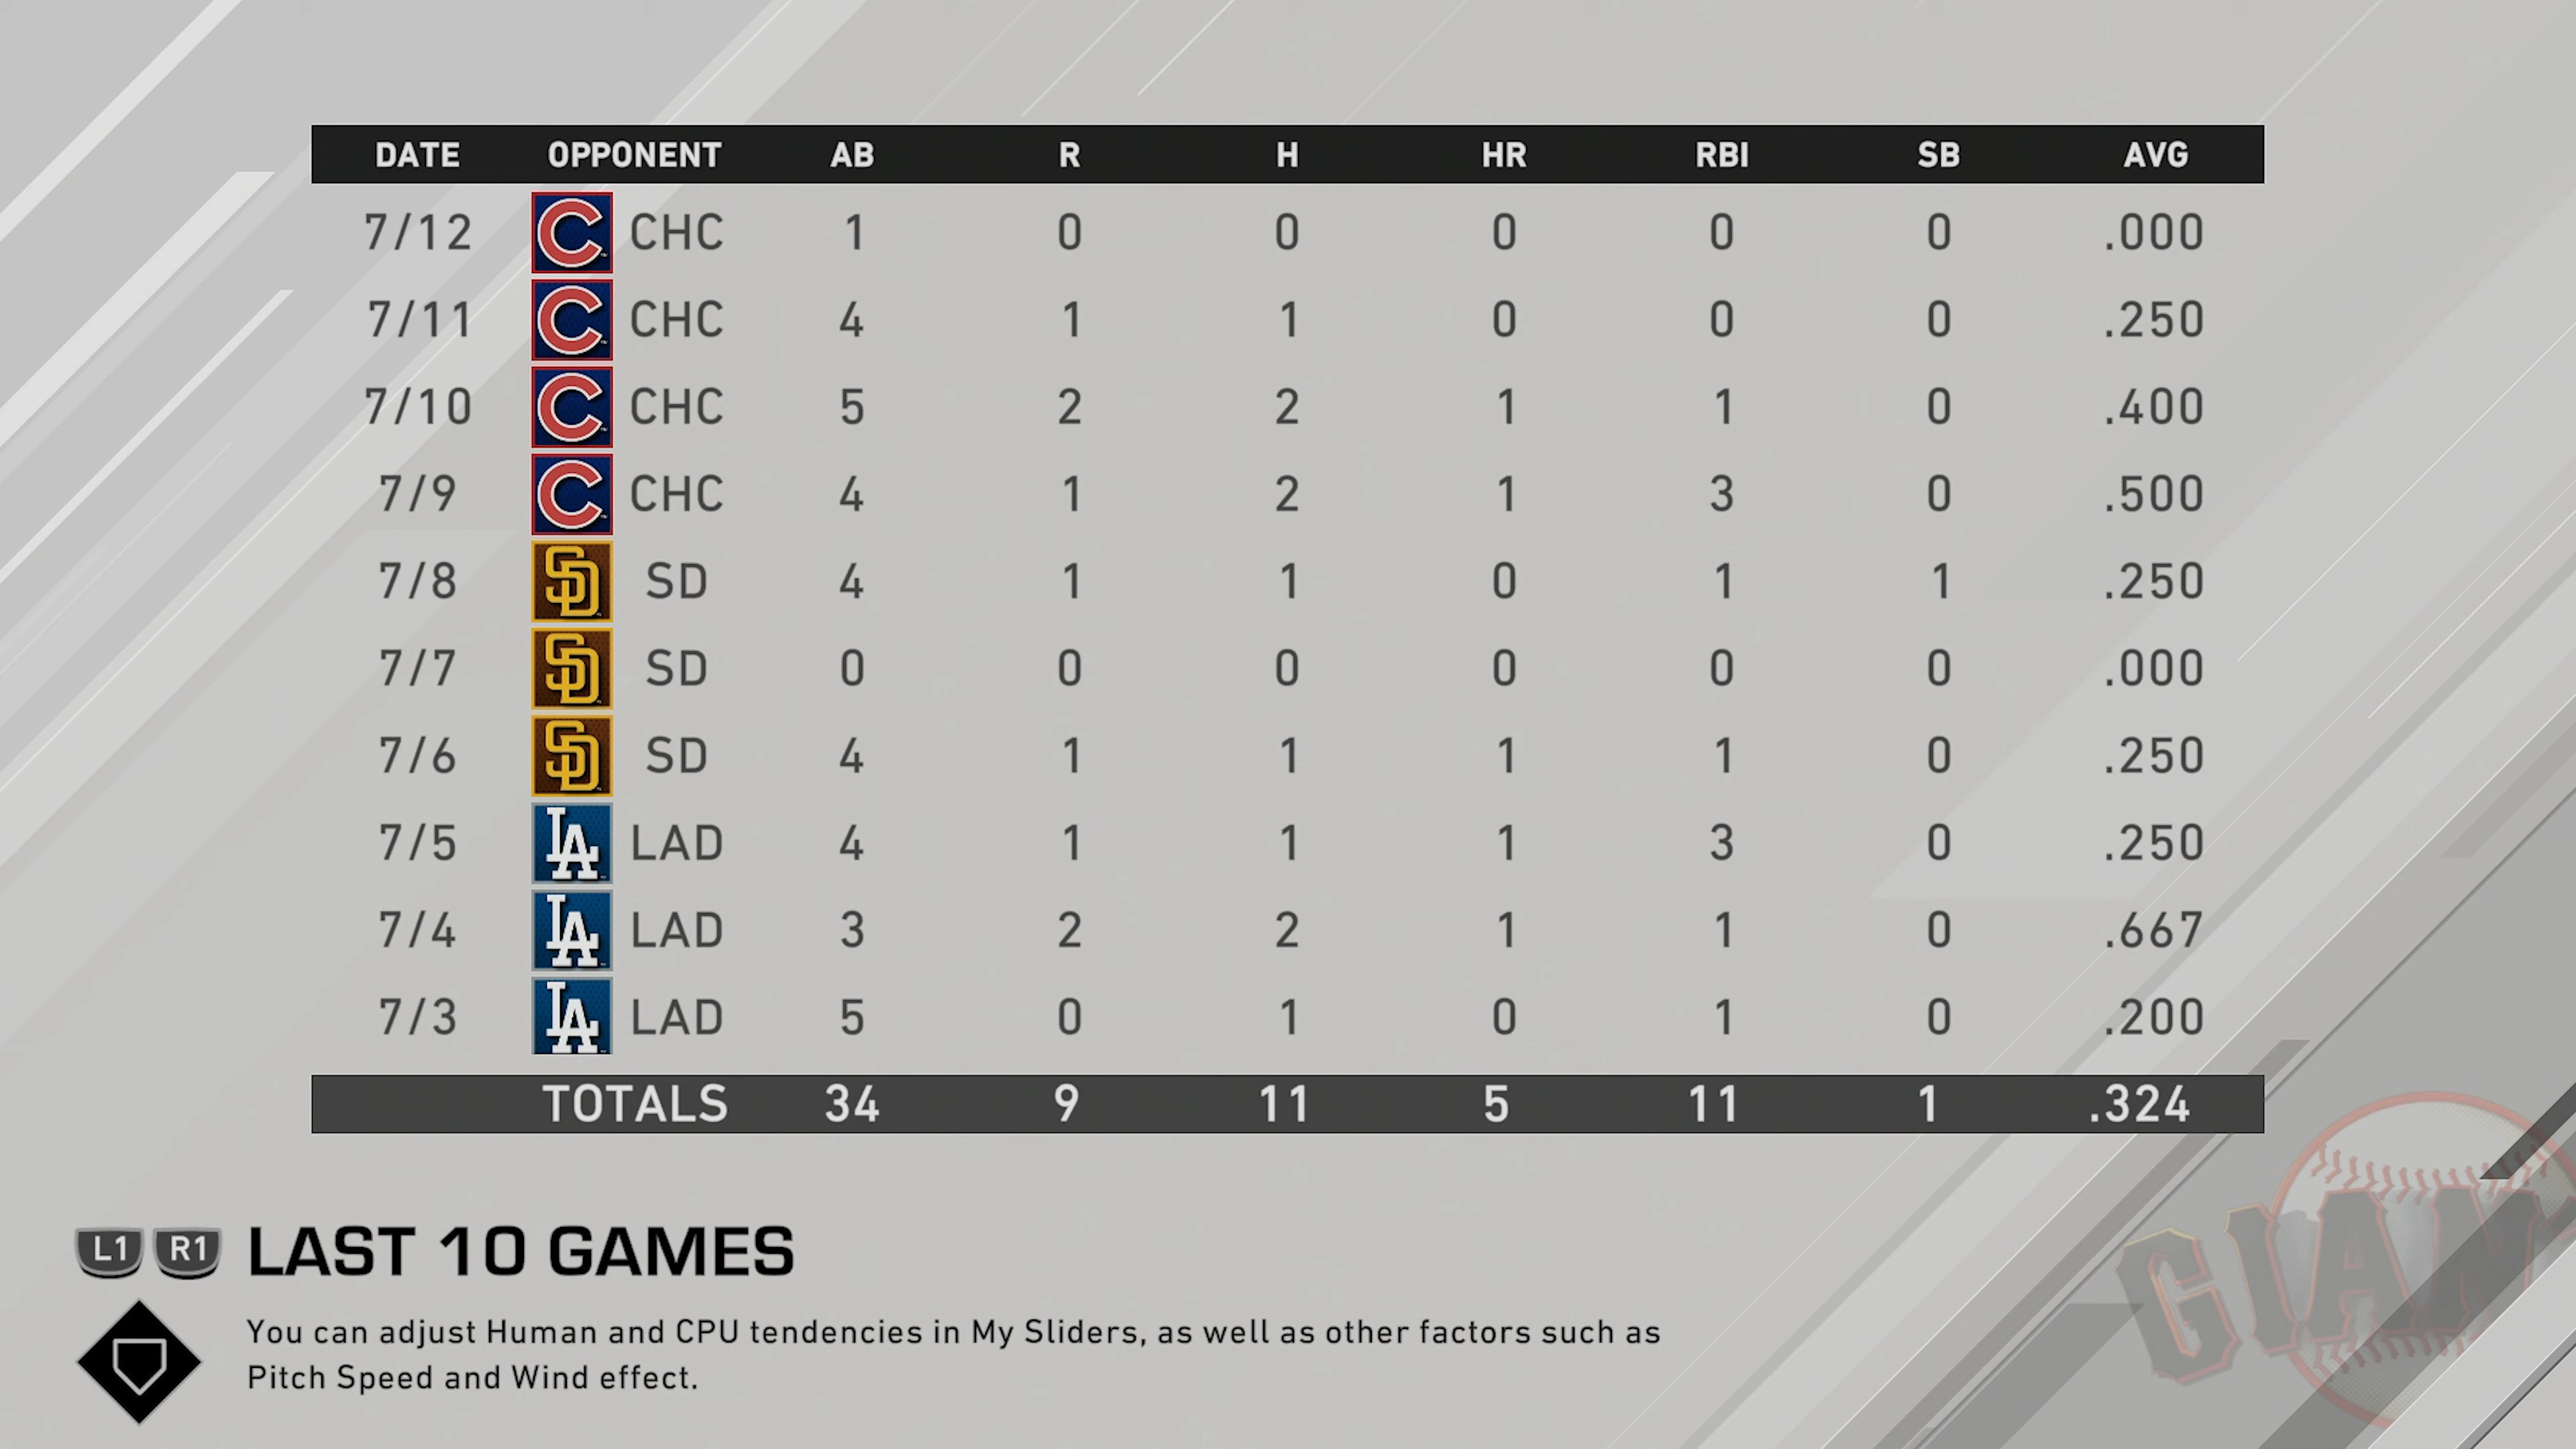 DATE OPPONENT AB R H HR RBI SB AVG
7/12 C CHC 1 0 0 0 0 0 .000
7/11 C CHC 4 1 1 0 0 0 .250
7/10 C CHC 5 2 2 1 1 0 .400
7/9 C CHC 4 1 2 1 3 0 .500
7/8 SD SD 4 1 1 0 1 1 .250
7/7 SD SD 0 0 0 0 0 0 .000
7/6 SD SD 4 1 1 1 1 0 .250
7/5 LA LAD 4 1 1 1 3 0 .250
7/4 LA LAD 3 2 2 1 1 0 .667
7/3 LA LAD 5 0 1 0 1 0 .200
TOTALS 34 9 11 5 11 1 .324
L1 R1 LAST 10 GAMES
You can adjust Human and CPU tendencies in My Sliders, as well as other factors such as
Pitch Speed and Wind effect.
GIAN